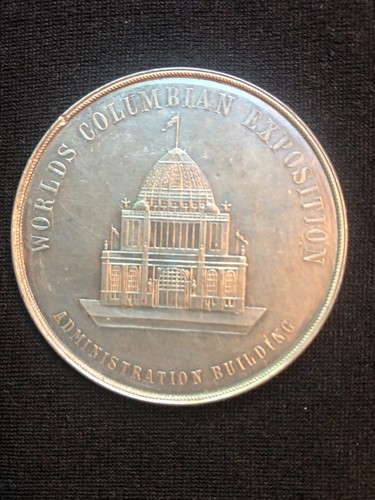 WORLDS COLUMBIAN EXPOSITION
ADMINISTRATION BUILDING